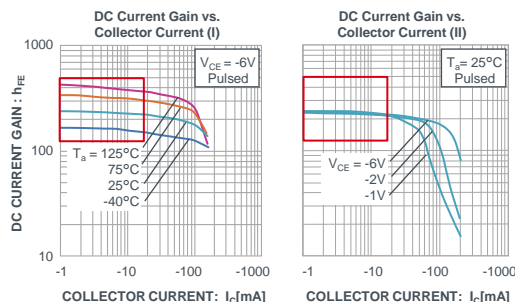 DC Current Gain vs.
Collector Current (I)
V_CE = -6V
Pulsed
DC CURRENT GAIN : h_FE
1000
100
10
T_a = 125°C
75°C
25°C
-40°C
-1
-10
-100
-1000
COLLECTOR CURRENT: I_C[mA]
DC Current Gain vs.
Collector Current (II)
T_a = 25°C
Pulsed
V_CE = -6V
-2V
-1V
-1
-10
-100
-1000
COLLECTOR CURRENT: I_C[mA]